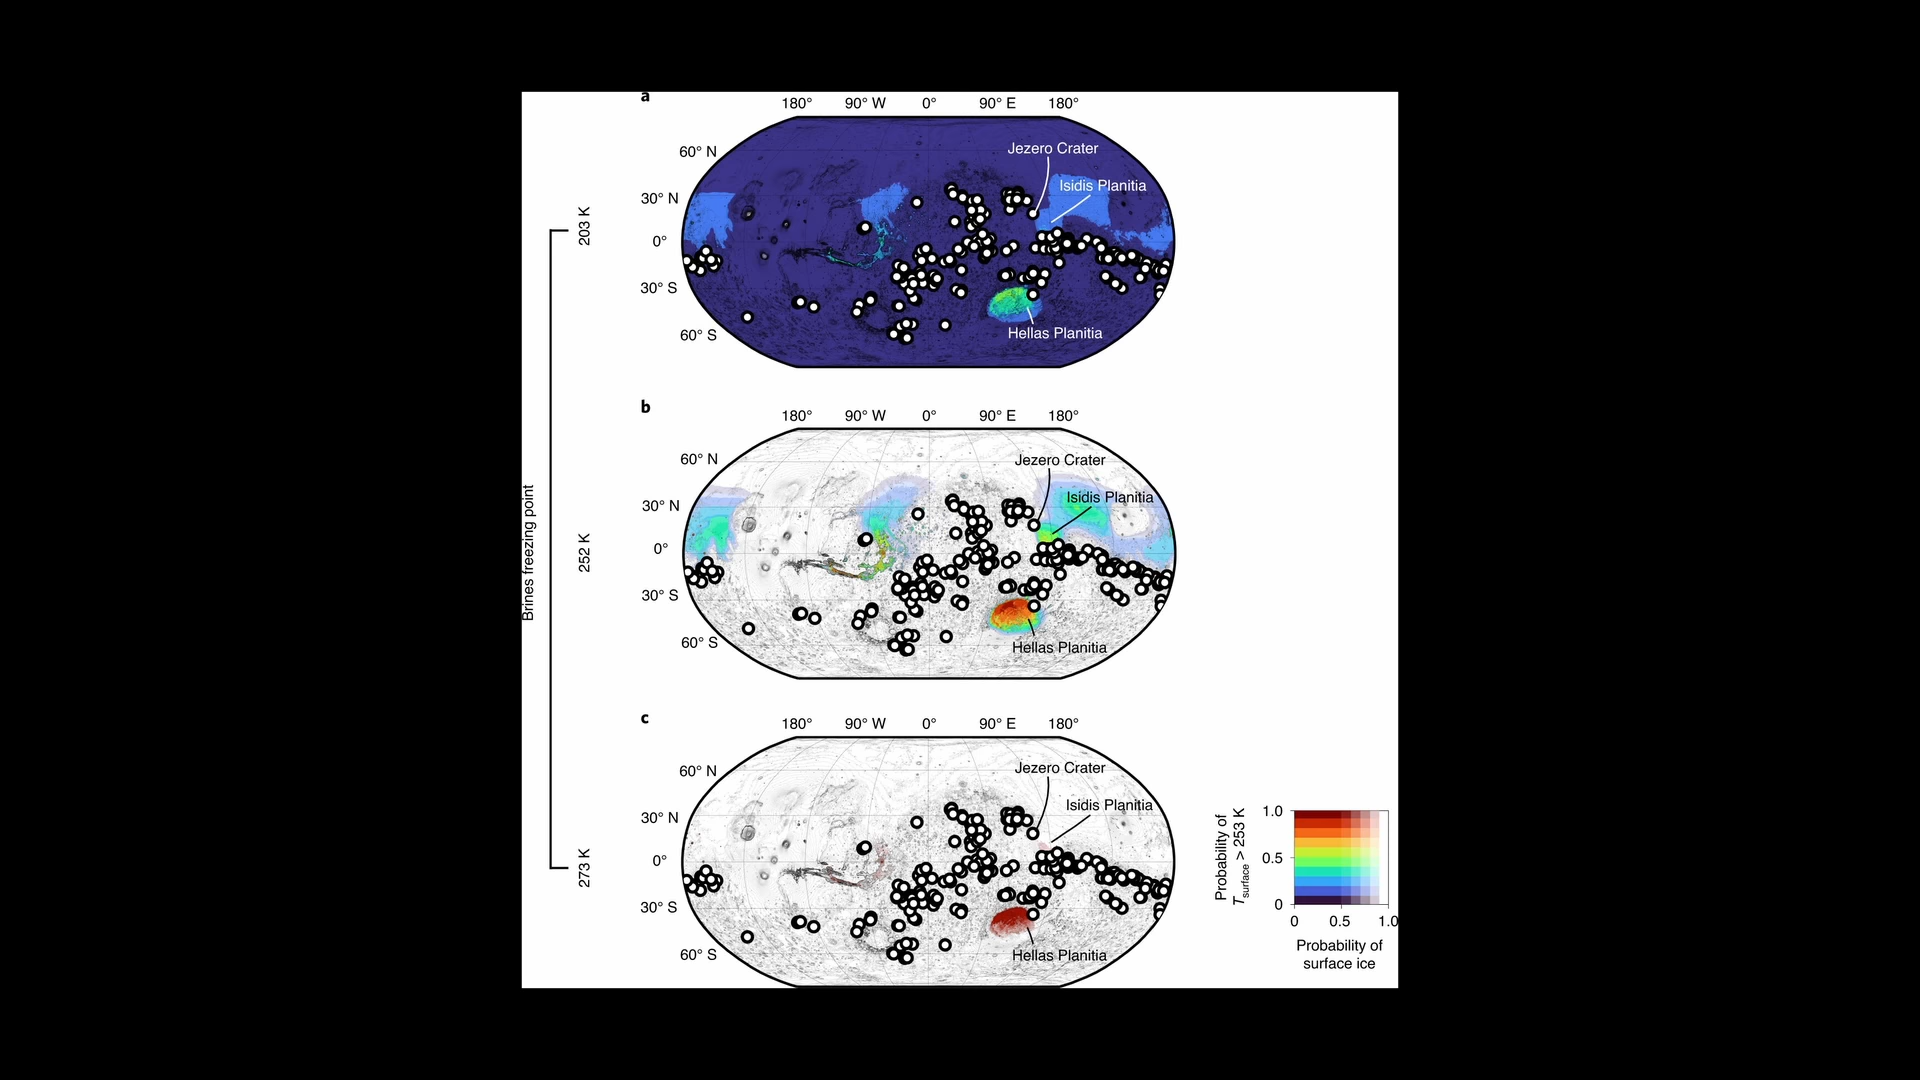 a
180° 90° W 0° 90° E 180°
60° N
Jezero Crater
Isidis Planitia
30° N
0°
30° S
Hellas Planitia
60° S
203 K
b
180° 90° W 0° 90° E 180°
60° N
Jezero Crater
Isidis Planitia
30° N
0°
30° S
Hellas Planitia
60° S
Brines freezing point
252 K
c
180° 90° W 0° 90° E 180°
60° N
Jezero Crater
Isidis Planitia
30° N
0°
30° S
Hellas Planitia
60° S
273 K
Probability of
Tsurface > 253 K
1.0
0.5
0
0 0.5 1.0
Probability of
surface ice